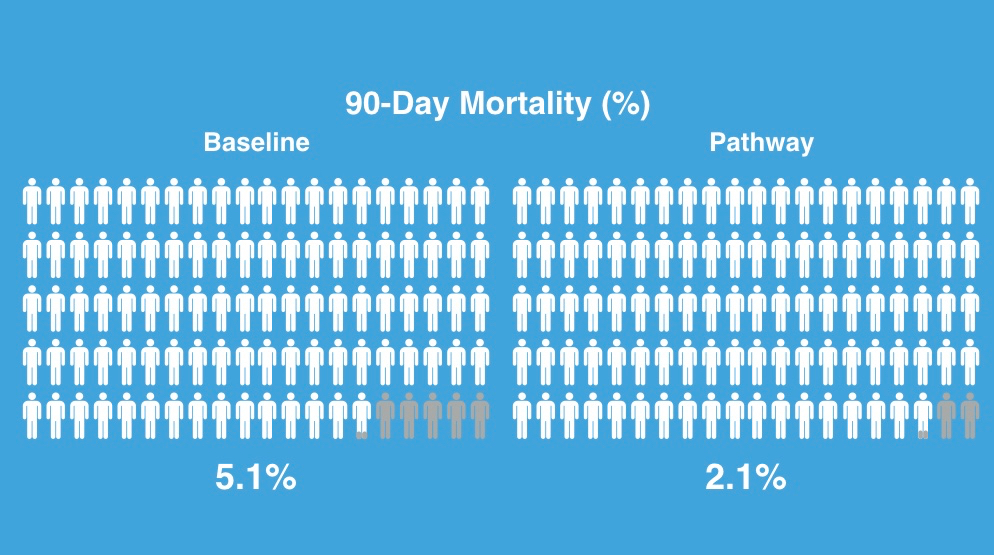 90-Day Mortality (%)
Baseline
Pathway
5.1%
2.1%